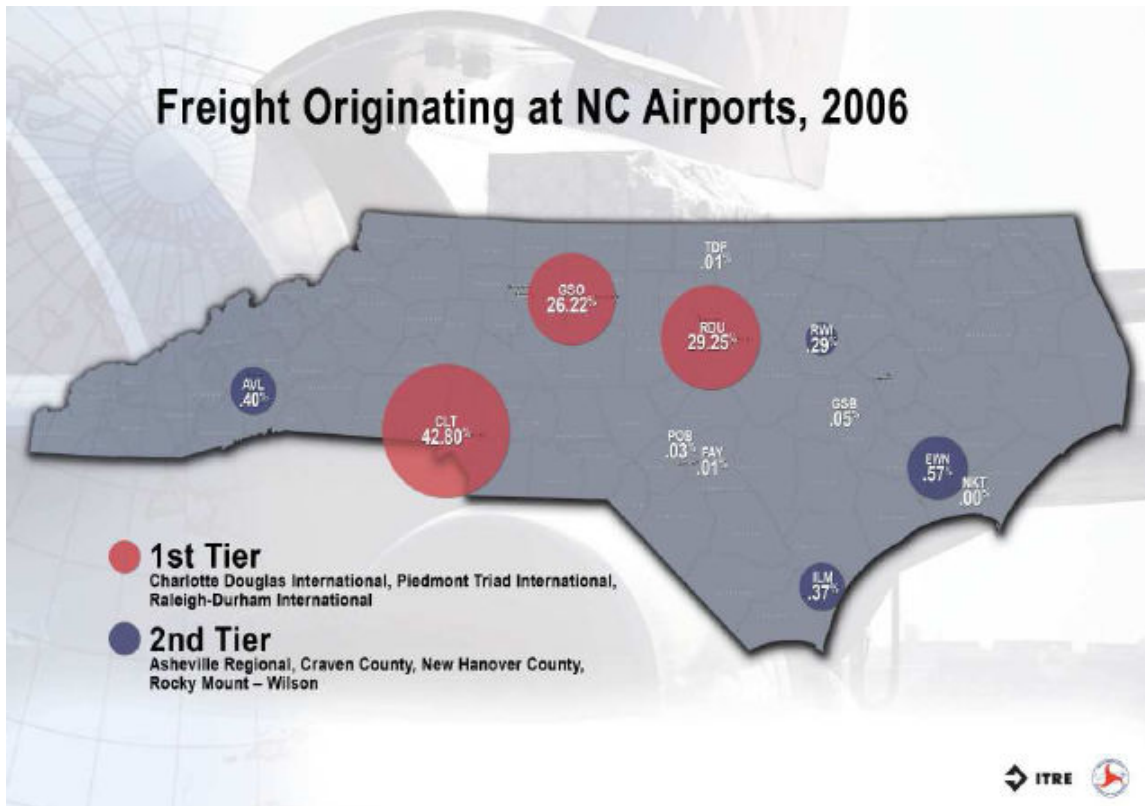 Freight Originating at NC Airports, 2006
TDF
.01%
GSO
26.22%
RDU
29.25%
RWI
.29%
AVL
.40%
CLT
42.80%
GSB
.05%
POB
.03%
FAY
.01%
EWN
.57%
NKT
.00%
ILM
.37%
1st Tier
Charlotte Douglas International, Piedmont Triad International,
Raleigh-Durham International
2nd Tier
Asheville Regional, Craven County, New Hanover County,
Rocky Mount – Wilson
ITRE